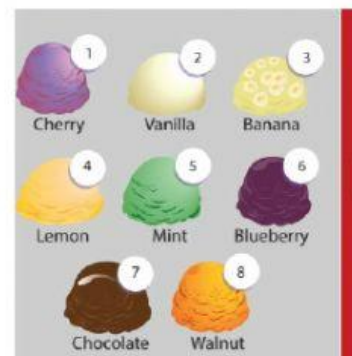 1 2 3
Cherry Vanilla Banana
4 5 6
Lemon Mint Blueberry
7 8
Chocolate Walnut